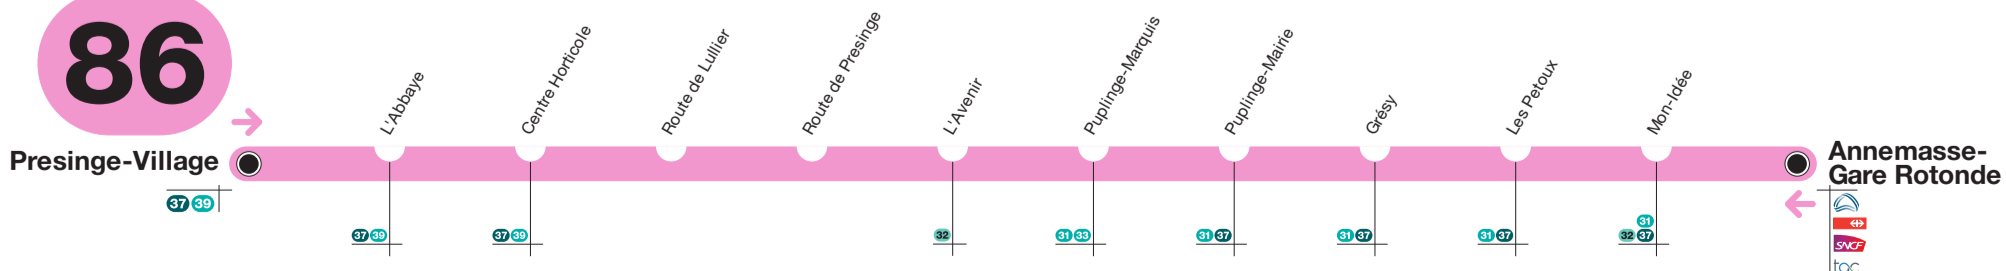 86
Presinge-Village
37 39
L'Abbaye
37 39
Centre Horticole
37 39
Route de Lullier
Route de Presinge
L'Avenir
32
Puplinge-Marquis
31 33
Puplinge-Mairie
31 37
Grésy
31 37
Les Petoux
31 37
Mon-Idée
31
32 37
Annemasse-
Gare Rotonde
SNCF
tac